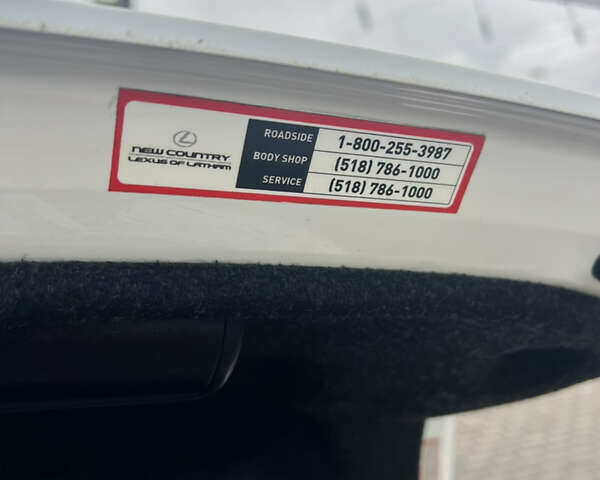 NEW COUNTRY
LEXUS OF LATHAM
ROADSIDE 1-800-255-3987
BODY SHOP (518) 786-1000
SERVICE (518) 786-1000